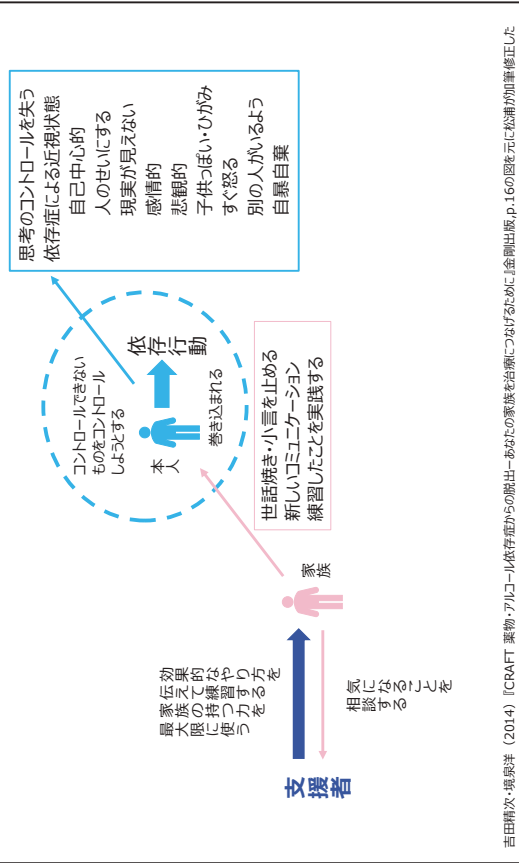 思考のコントロールを失う
依存症による近視状態
自己中心的
人のせいにする
現実が見えない
感情的
悲観的
子供っぽい・ひがみ
すぐ怒る
別の人がいるよう
自暴自棄
コントロールできない
ものをコントロール
しようとする
本人
依存行動
巻き込まれる
世話焼き・小言を止める
新しいコミュニケーション
練習したことを実践する
家族
効果的なやり方を
伝えて練習する
家族の持つ力を
最大限に使う
気になることを
相談する
支援者
吉田精次・境泉洋（2014）『CRAFT 薬物・アルコール依存症からの脱出ーあなたの家族を治療につなげるために』金剛出版,p.16の図を元に松浦が加筆修正した